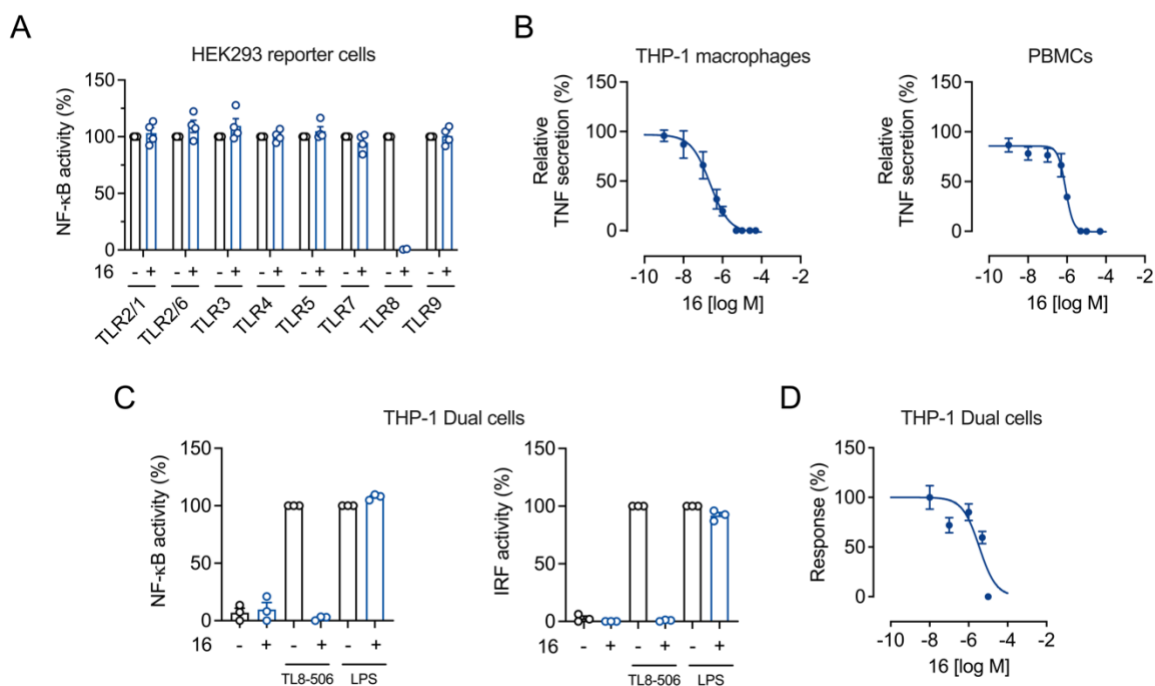 A
HEK293 reporter cells
NF-κB activity (%)
150
100
50
0
16 - + - + - + - + - + - + - + - +
TLR2/1 TLR2/6 TLR3 TLR4 TLR5 TLR7 TLR8 TLR9
B
THP-1 macrophages
Relative
TNF secretion (%)
150
100
50
0
-10 -8 -6 -4 -2
16 [log M]
PBMCs
Relative
TNF secretion (%)
150
100
50
0
-10 -8 -6 -4 -2
16 [log M]
C
THP-1 Dual cells
NF-κB activity (%)
150
100
50
0
16 - + - + - +
TL8-506 LPS
IRF activity (%)
150
100
50
0
16 - + - + - +
TL8-506 LPS
D
THP-1 Dual cells
Response (%)
150
100
50
0
-10 -8 -6 -4 -2
16 [log M]